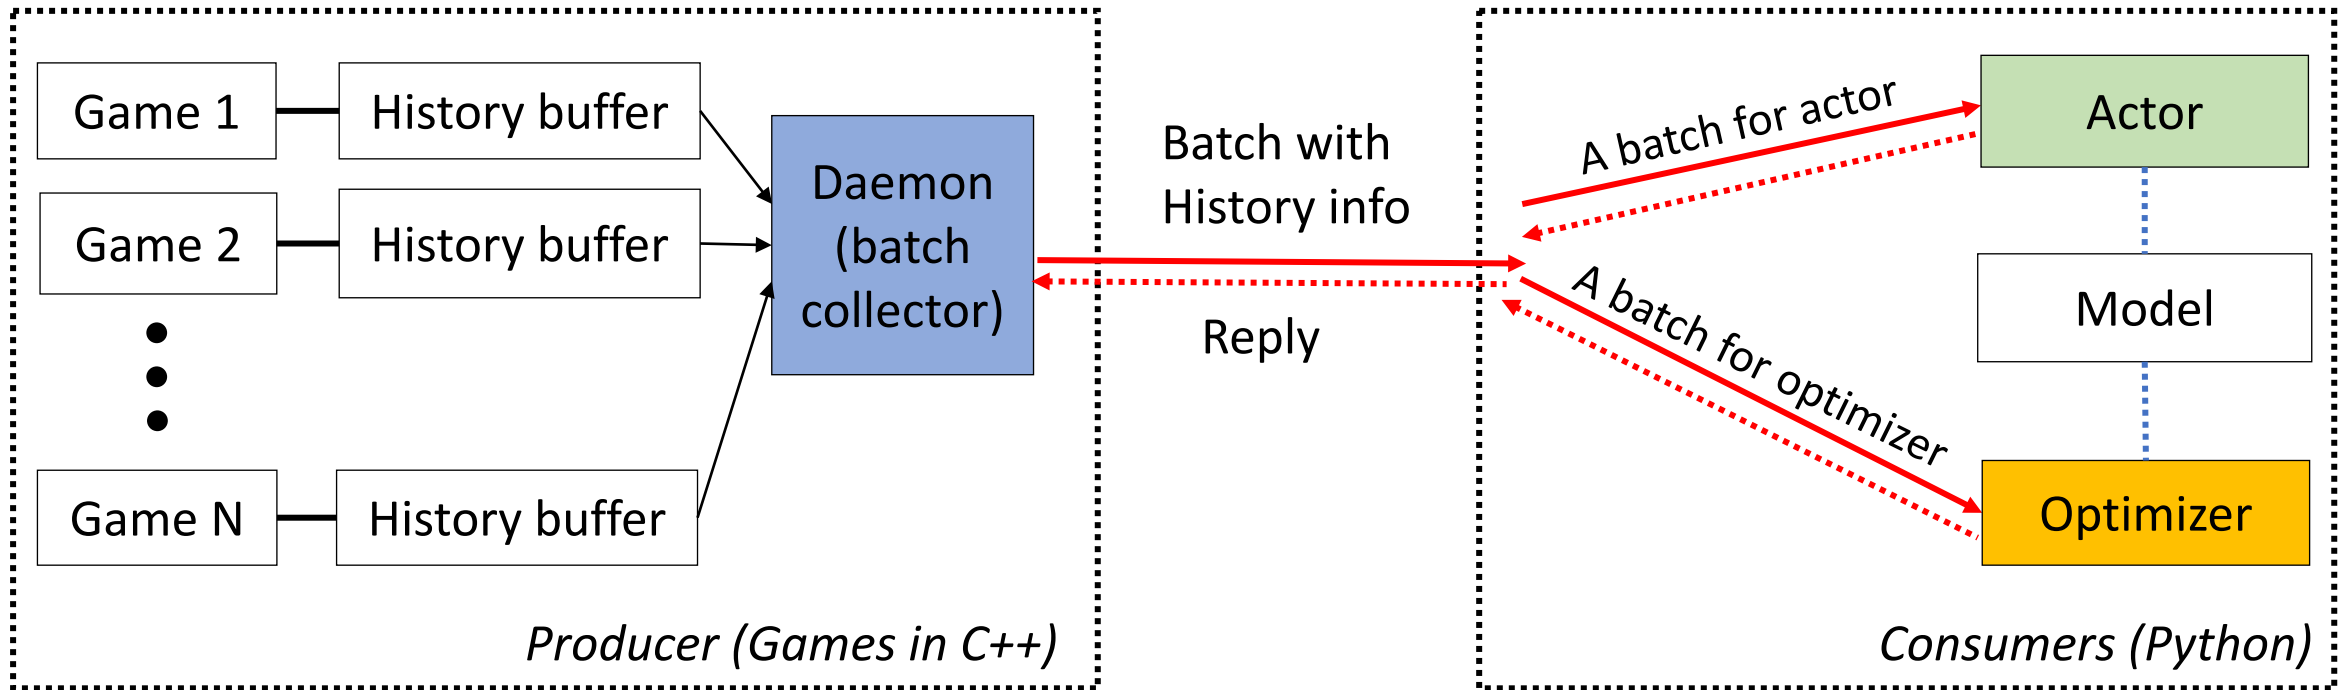 Game 1
History buffer
Game 2
History buffer
Game N
History buffer
Daemon
(batch
collector)
Producer (Games in C++)
Batch with
History info
Reply
A batch for actor
A batch for optimizer
Actor
Model
Optimizer
Consumers (Python)